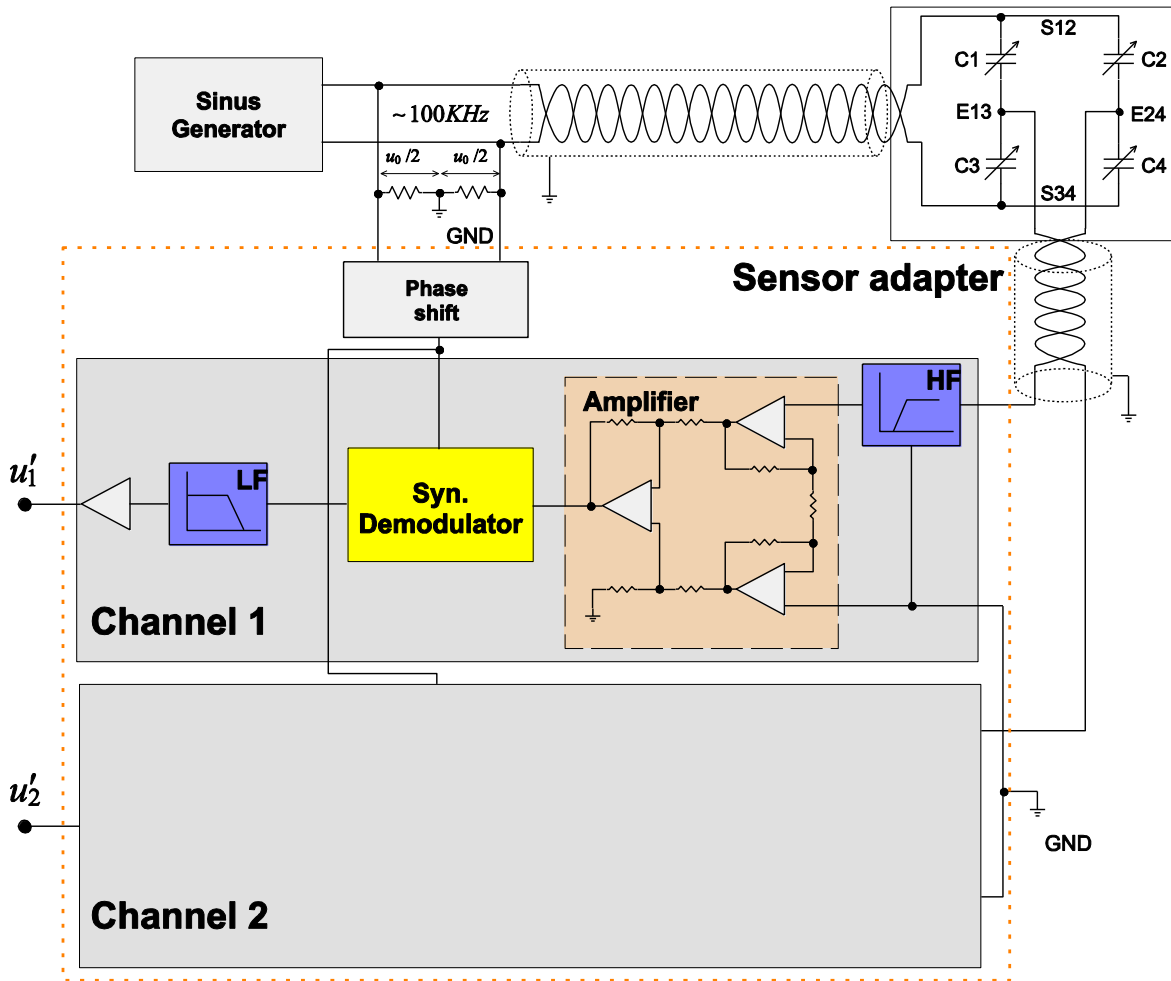 S12
C1
C2
Sinus
Generator
~100KHz
E13
E24
u₀/2
u₀/2
C3
C4
S34
GND
Sensor adapter
Phase
shift
HF
Amplifier
u′₁
LF
Syn.
Demodulator
Channel 1
u′₂
GND
Channel 2